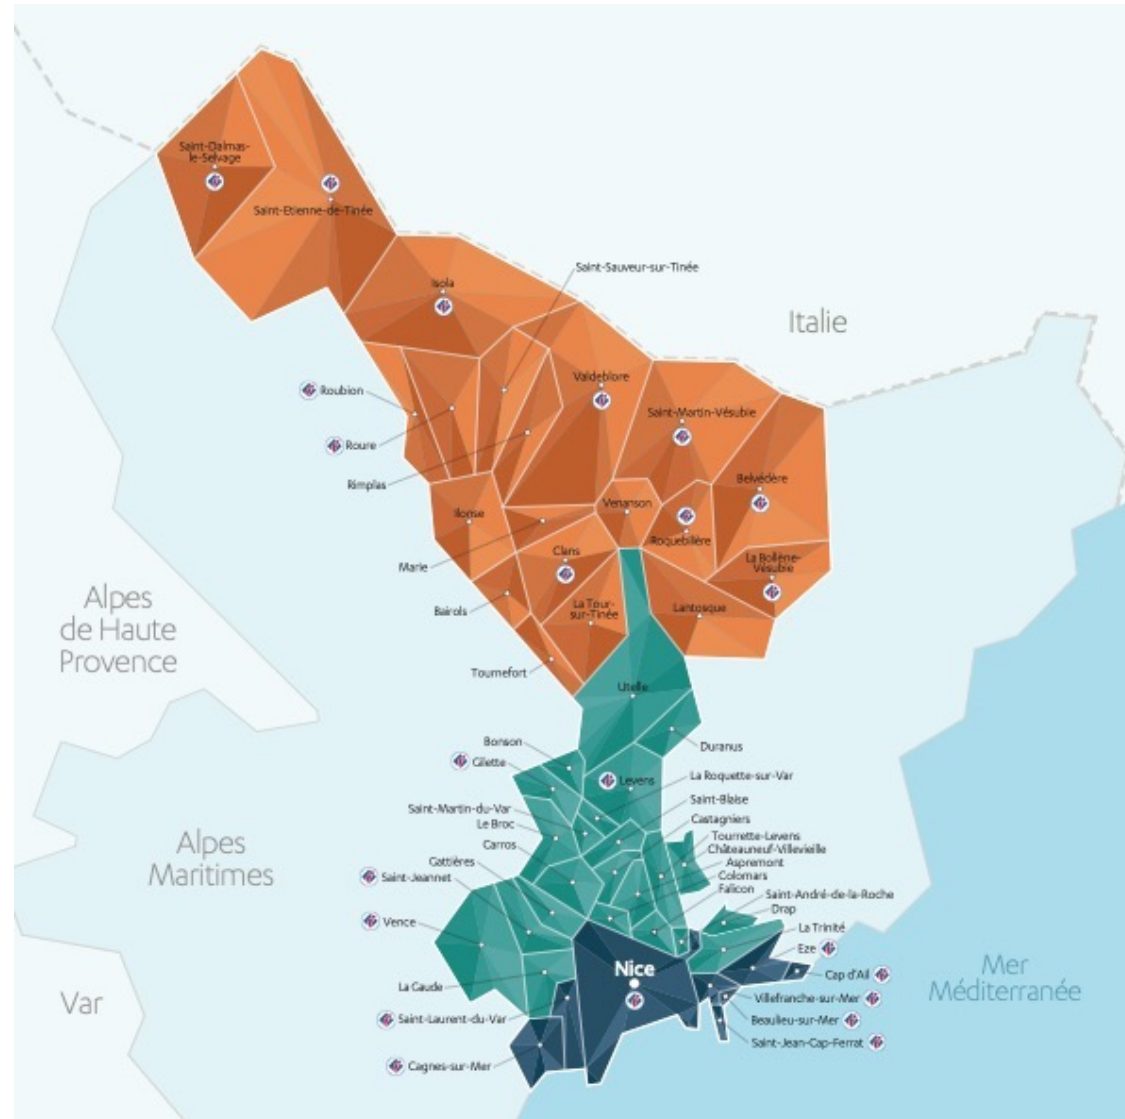 Saint-Dalmas-
le-Selvage
Saint-Etienne-de-Tinée
Saint-Sauveur-sur-Tinée
Isola
Italie
Valdeblore
Roubion
Saint-Martin-Vésubie
Roure
Rimplas
Belvédère
Venanson
Ilonse
Roquebilière
Clans
La Bollène-
Vésubie
Marie
Alpes
de Haute
Provence
Bairols
La Tour-
sur-Tinée
Lantosque
Tournefort
Utelle
Bonson
Duranus
Gilette
Levens
La Roquette-sur-Var
Saint-Martin-du-Var
Saint-Blaise
Le Broc
Castagniers
Alpes
Maritimes
Carros
Tourrette-Levens
Châteauneuf-Villevieille
Gattières
Aspremont
Saint-Jeannet
Colomars
Falicon
Saint-André-de-la-Roche
Drap
Vence
La Trinité
Eze
Nice
Cap d'Ail
Mer
Méditerranée
La Gaude
Var
Villefranche-sur-Mer
Saint-Laurent-du-Var
Beaulieu-sur-Mer
Saint-Jean-Cap-Ferrat
Cagnes-sur-Mer